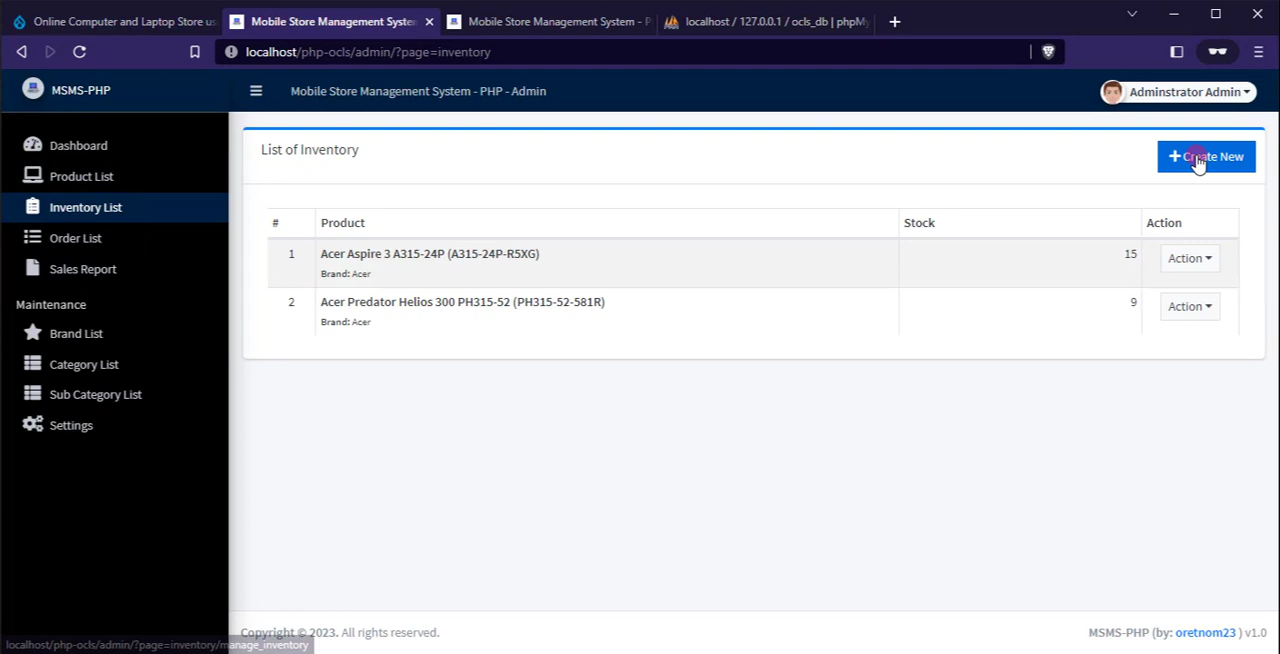 Online Computer and Laptop Store us
Mobile Store Management System
Mobile Store Management System - P
localhost / 127.0.0.1 / ocls_db | phpMy
localhost/php-ocls/admin/?page=inventory
MSMS-PHP
Mobile Store Management System - PHP - Admin
Adminstrator Admin
Dashboard
Product List
Inventory List
Order List
Sales Report
Maintenance
Brand List
Category List
Sub Category List
Settings
List of Inventory
+ Create New
# Product Stock Action
1 Acer Aspire 3 A315-24P (A315-24P-R5XG) 15 Action
Brand: Acer
2 Acer Predator Helios 300 PH315-52 (PH315-52-581R) 9 Action
Brand: Acer
Copyright © 2023. All rights reserved.
MSMS-PHP (by: oretnom23 ) v1.0
localhost/php-ocls/admin/?page=inventory/manage_inventory